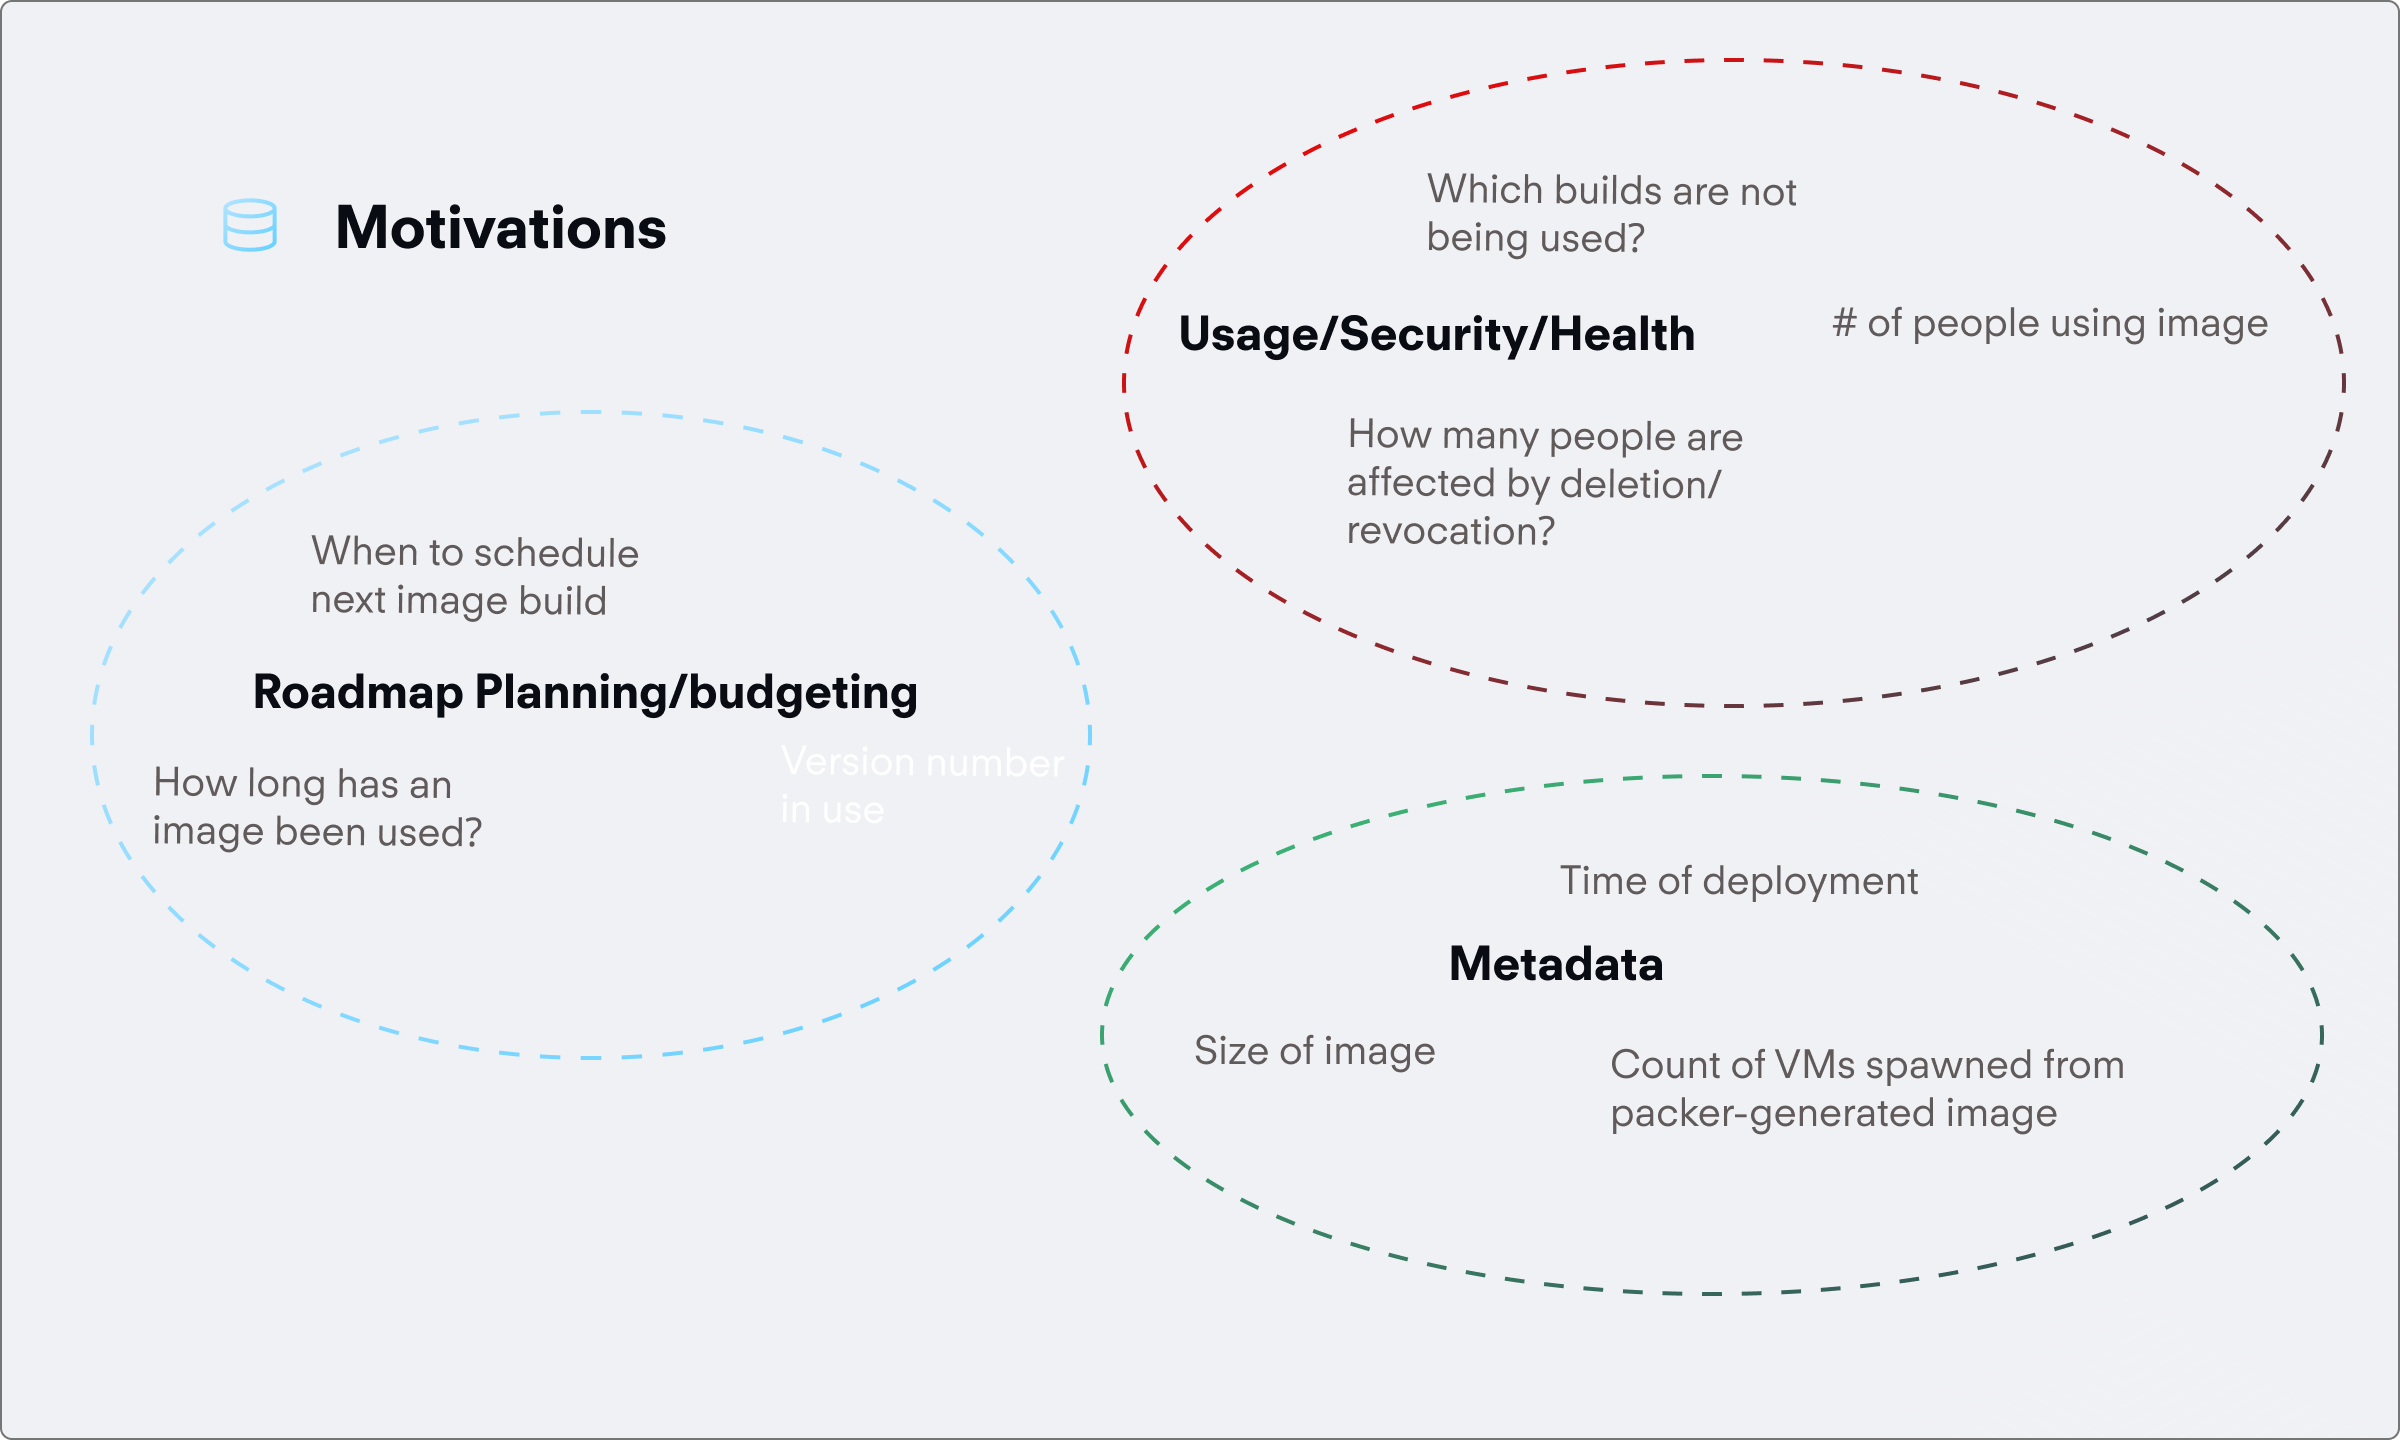 Motivations
Which builds are not
being used?
Usage/Security/Health
# of people using image
How many people are
affected by deletion/
revocation?
When to schedule
next image build
Roadmap Planning/budgeting
Version number
in use
How long has an
image been used?
Time of deployment
Metadata
Size of image
Count of VMs spawned from
packer-generated image